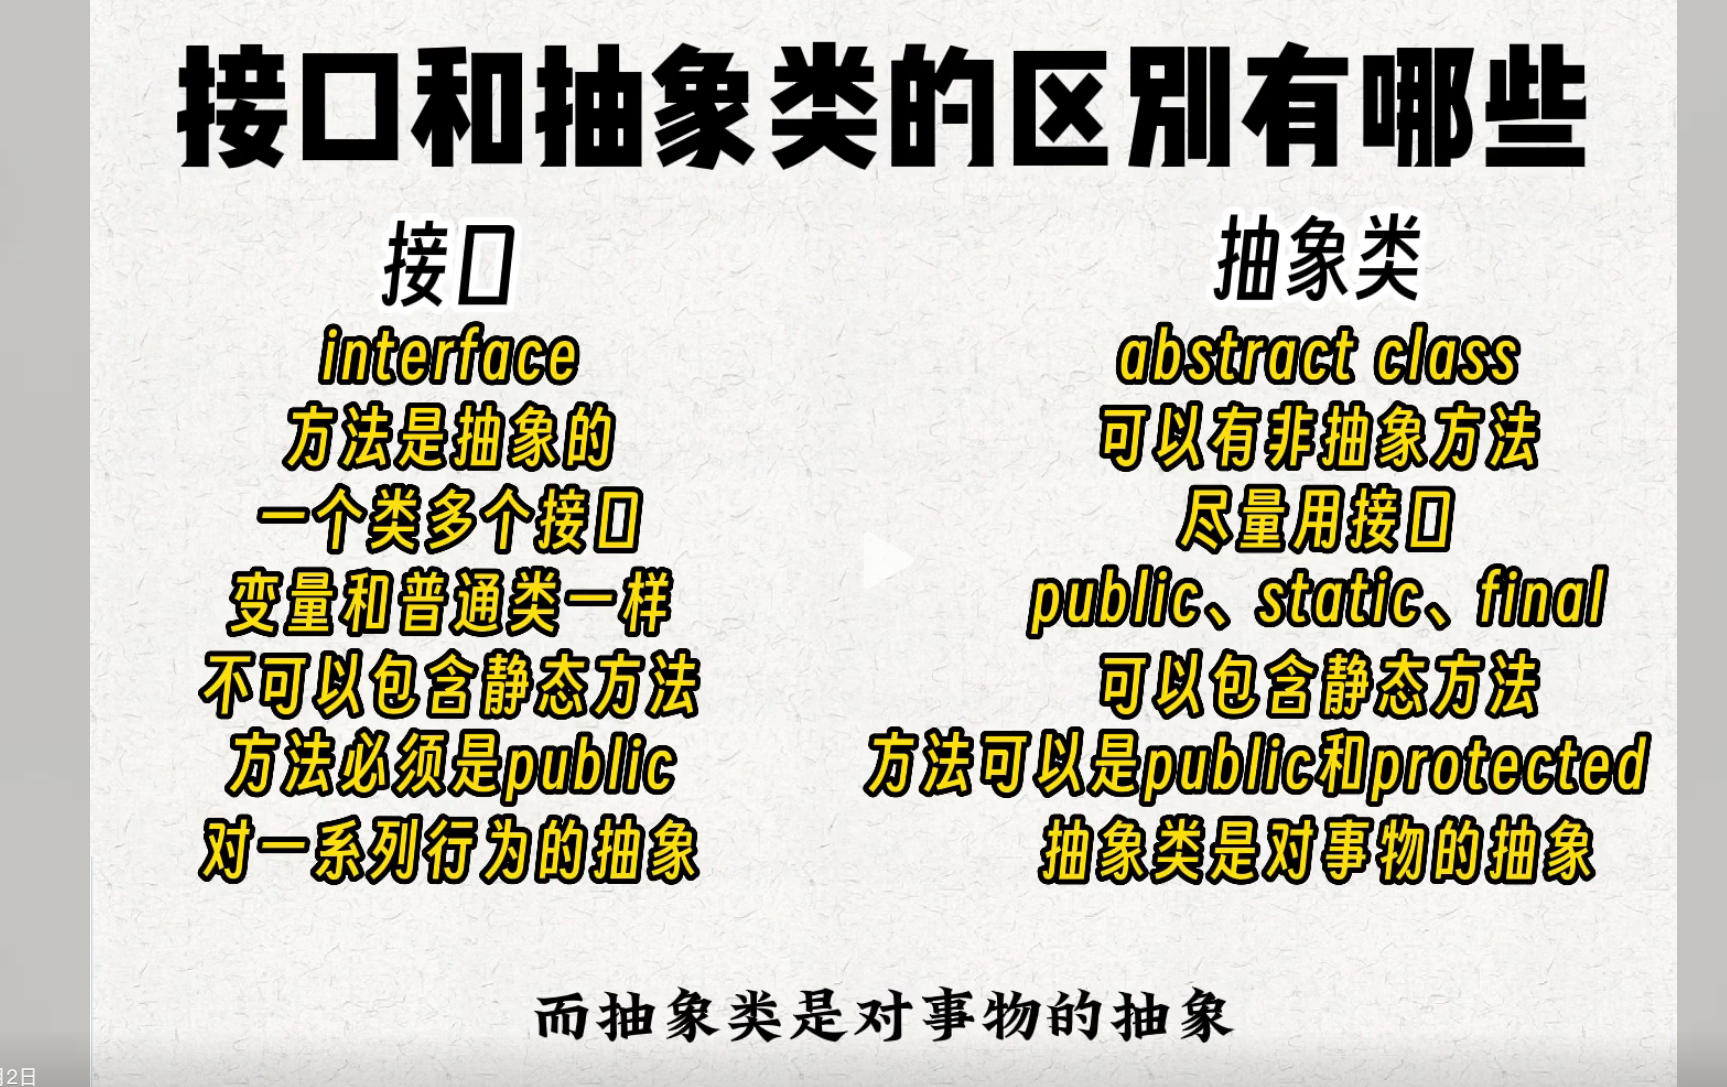 接口和抽象类的区别有哪些
接口
抽象类
interface
abstract class
方法是抽象的
可以有非抽象方法
一个类多个接口
尽量用接口
变量和普通类一样
public、static、final
不可以包含静态方法
可以包含静态方法
方法必须是public
方法可以是public和protected
对一系列行为的抽象
抽象类是对事物的抽象
而抽象类是对事物的抽象
月2日